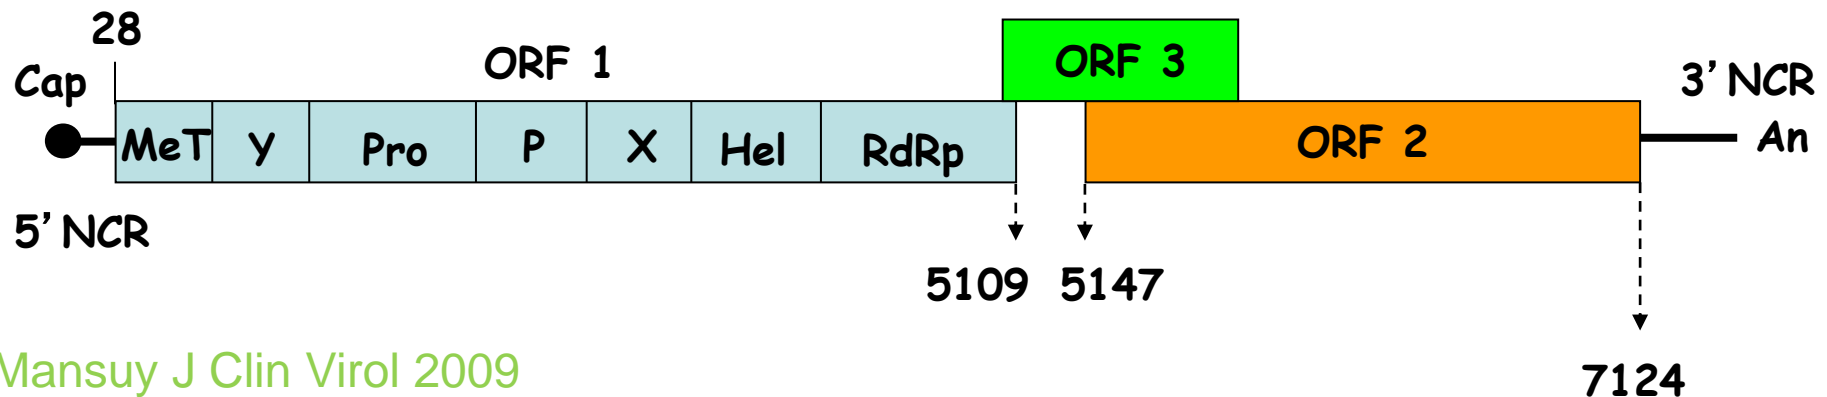 28
ORF 1
ORF 3
Cap
3' NCR
MeT
Y
Pro
P
X
Hel
RdRp
ORF 2
An
5' NCR
5109
5147
7124
Mansuy J Clin Virol 2009